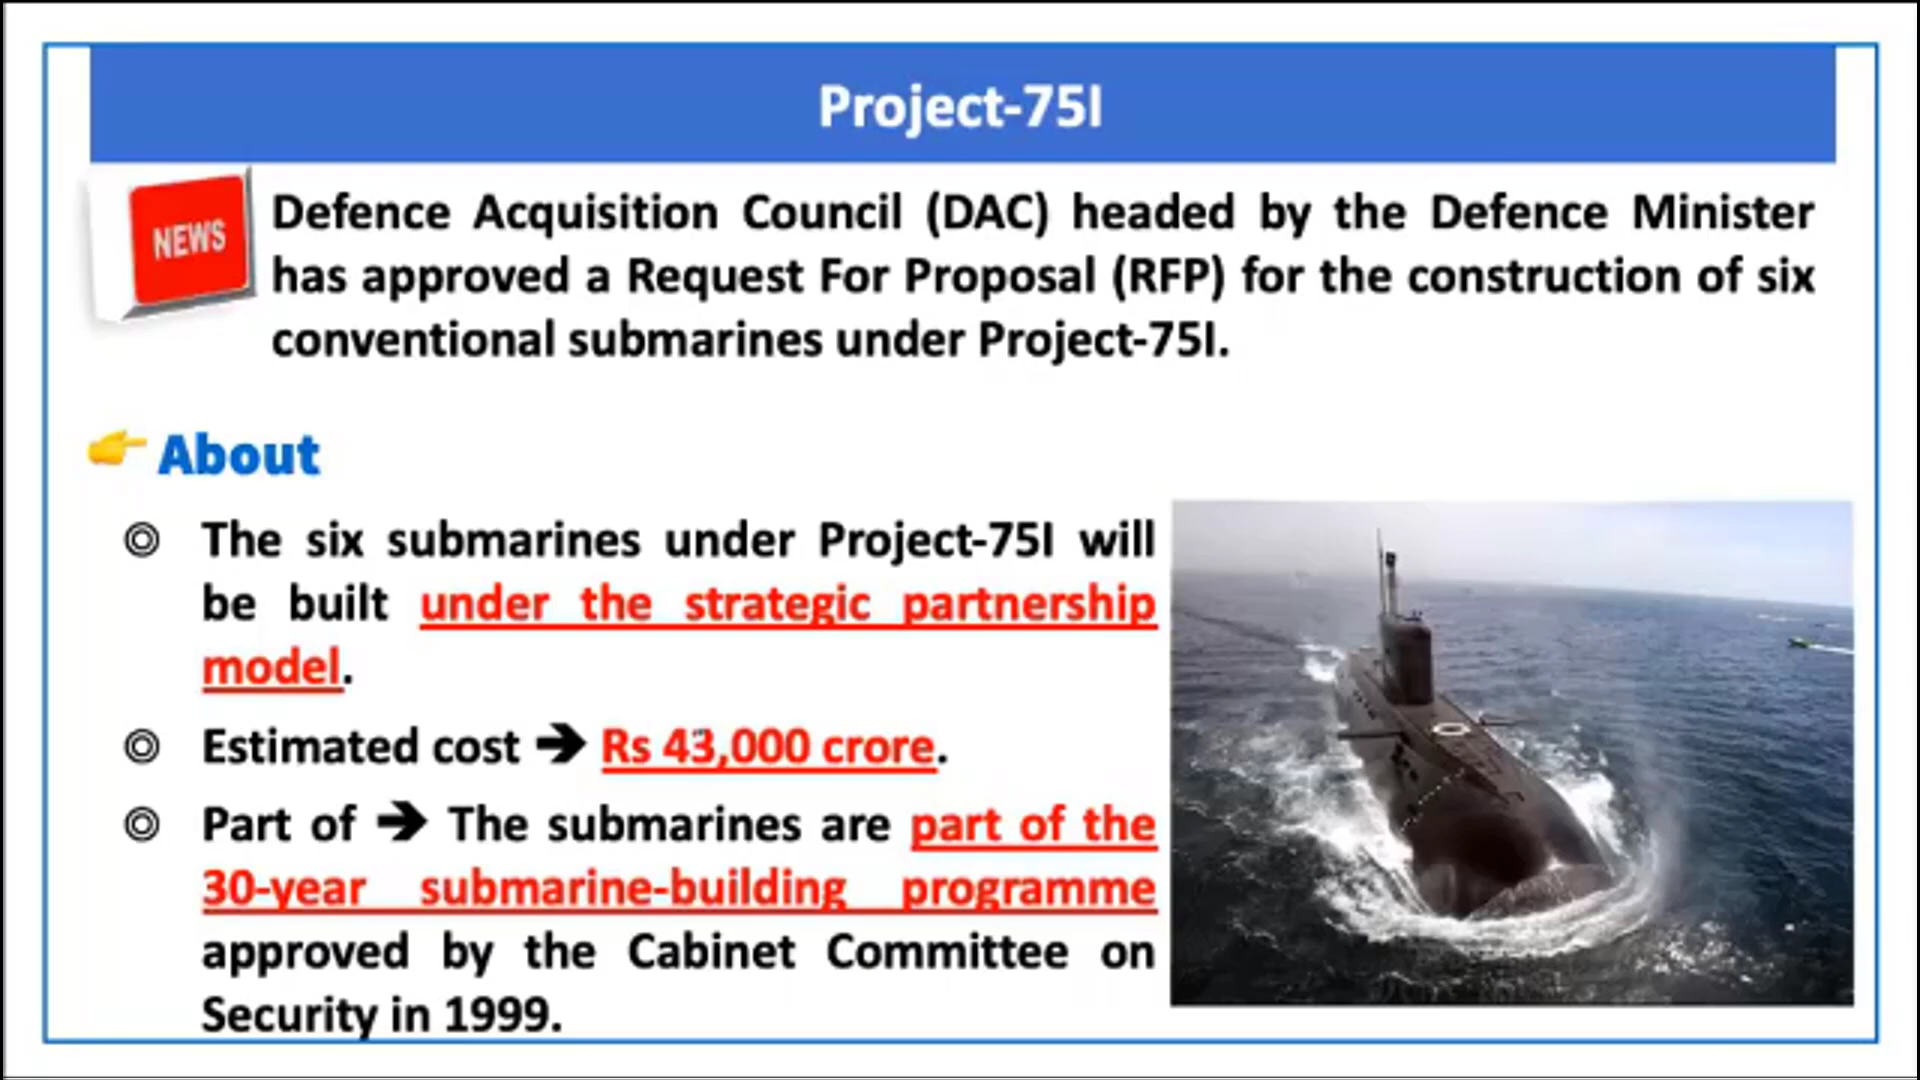 Project-75I
NEWS
Defence Acquisition Council (DAC) headed by the Defence Minister
has approved a Request For Proposal (RFP) for the construction of six
conventional submarines under Project-75I.
About
The six submarines under Project-75I will
be built under the strategic partnership
model.
Estimated cost ➔ Rs 43,000 crore.
Part of ➔ The submarines are part of the
30-year submarine-building programme
approved by the Cabinet Committee on
Security in 1999.